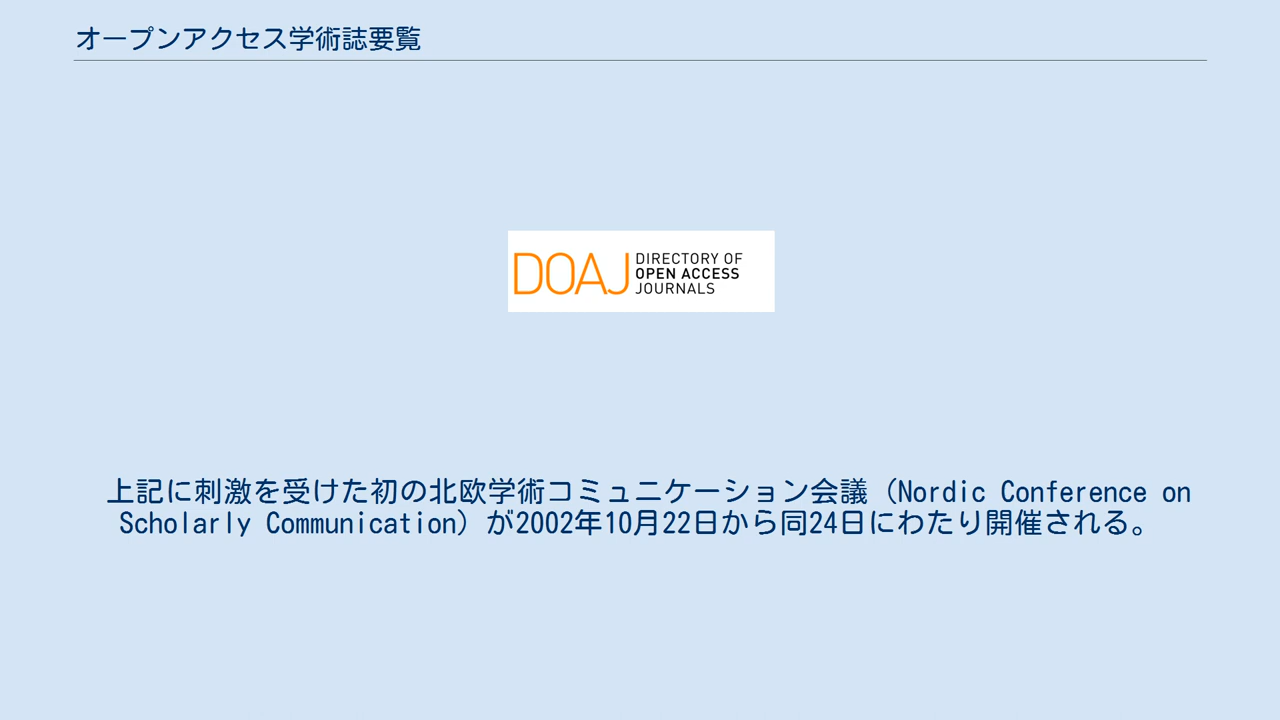 オープンアクセス学術誌要覧
DOAJ DIRECTORY OF
OPEN ACCESS
JOURNALS
上記に刺激を受けた初の北欧学術コミュニケーション会議（Nordic Conference on
Scholarly Communication）が2002年10月22日から同24日にわたり開催される。